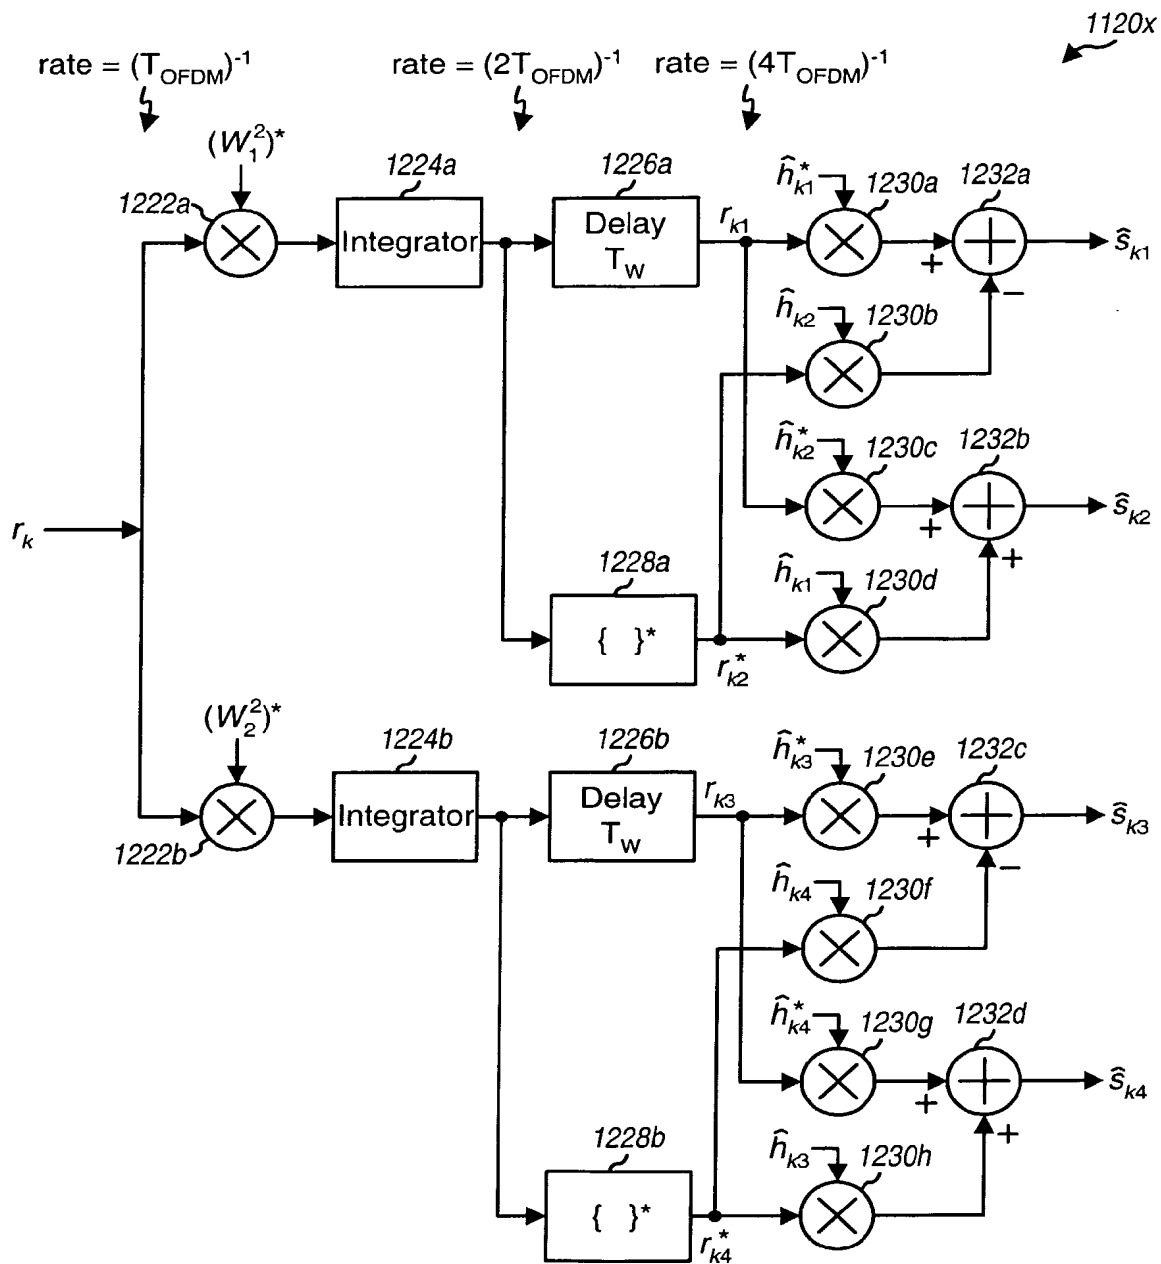 1120x
rate = (T_OFDM)^-1
rate = (2T_OFDM)^-1
rate = (4T_OFDM)^-1
(W_1^2)*
1222a
1224a
Integrator
1226a
Delay
T_W
r_k1
ĥ*_k1
1230a
+
1232a
ŝ_k1
−
ĥ_k2
1230b
ĥ*_k2
1230c
+
1232b
ŝ_k2
+
r_k
1228a
{ }*
r*_k2
ĥ_k1
1230d
(W_2^2)*
1222b
1224b
Integrator
1226b
Delay
T_W
r_k3
ĥ*_k3
1230e
+
1232c
ŝ_k3
−
ĥ_k4
1230f
ĥ*_k4
1230g
+
1232d
ŝ_k4
+
1228b
{ }*
r*_k4
ĥ_k3
1230h